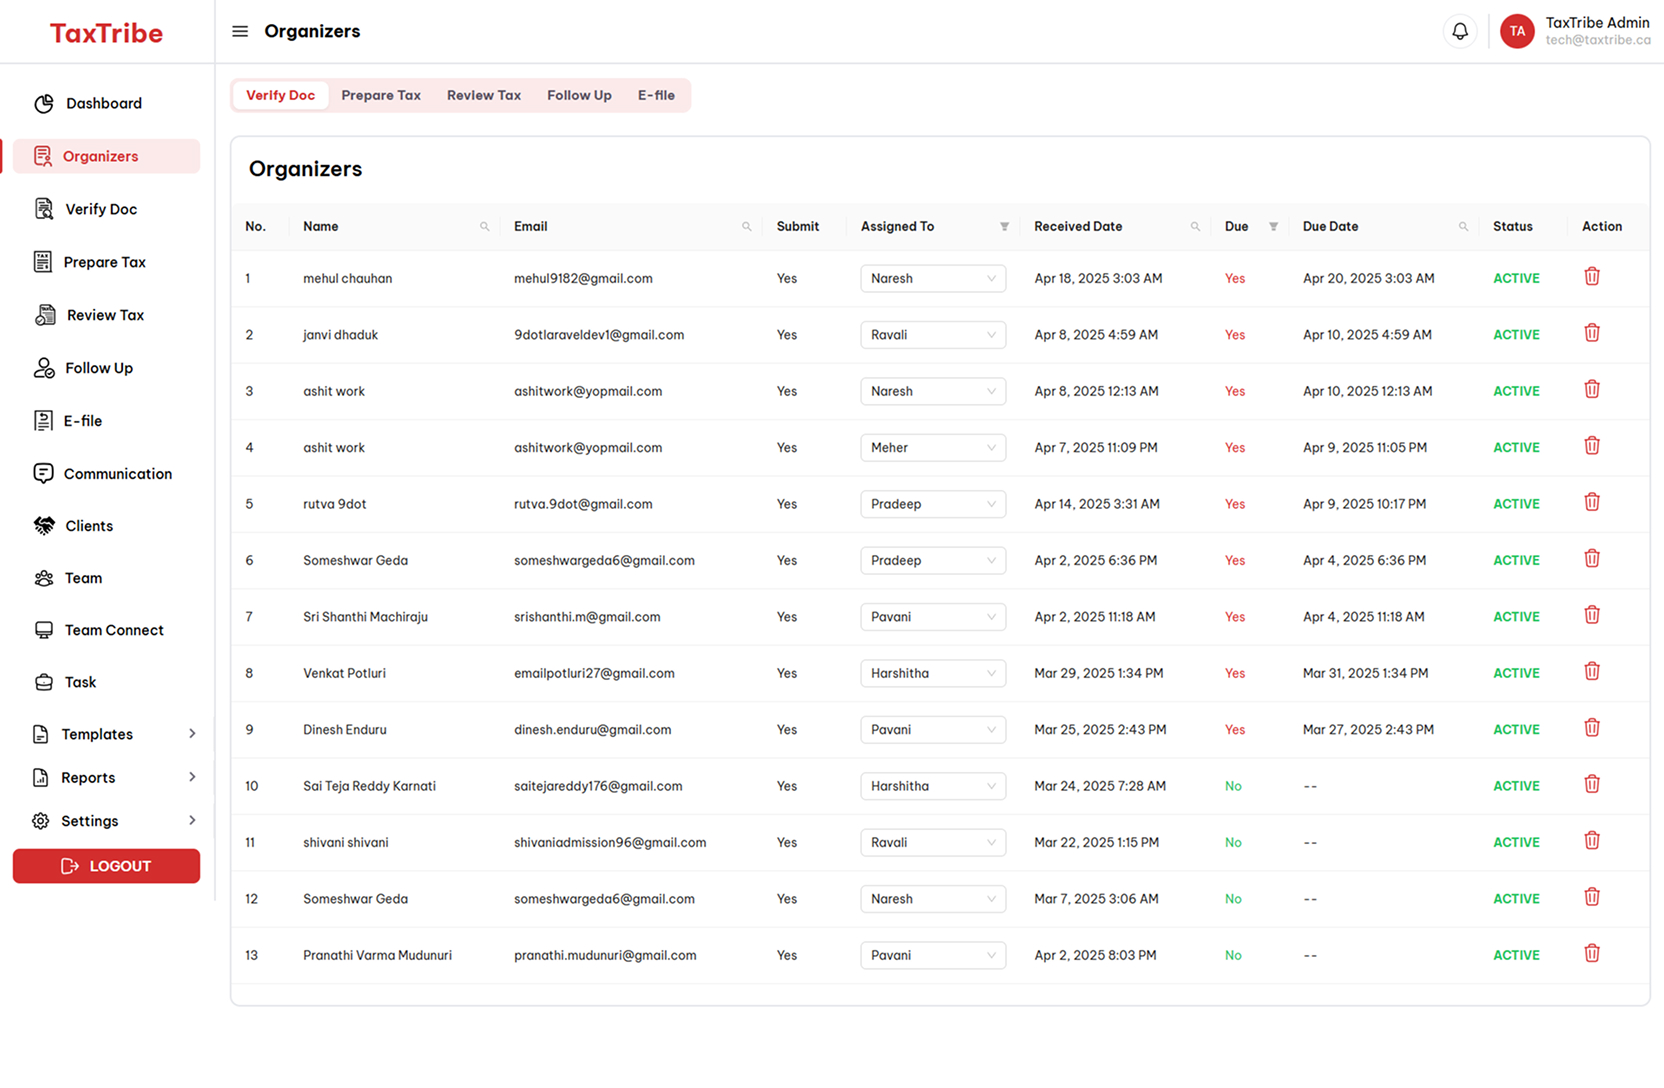 TaxTribe
Organizers
TA
TaxTribe Admin
tech@taxtribe.ca
Dashboard
Organizers
Verify Doc
Prepare Tax
Review Tax
Follow Up
E-file
Communication
Clients
Team
Team Connect
Task
Templates
Reports
Settings
LOGOUT
Verify Doc Prepare Tax Review Tax Follow Up E-file
Organizers
No. Name Email Submit Assigned To Received Date Due Due Date Status Action
1 mehul chauhan mehul9182@gmail.com Yes Naresh Apr 18, 2025 3:03 AM Yes Apr 20, 2025 3:03 AM ACTIVE
2 janvi dhaduk 9dotlaraveldev1@gmail.com Yes Ravali Apr 8, 2025 4:59 AM Yes Apr 10, 2025 4:59 AM ACTIVE
3 ashit work ashitwork@yopmail.com Yes Naresh Apr 8, 2025 12:13 AM Yes Apr 10, 2025 12:13 AM ACTIVE
4 ashit work ashitwork@yopmail.com Yes Meher Apr 7, 2025 11:09 PM Yes Apr 9, 2025 11:05 PM ACTIVE
5 rutva 9dot rutva.9dot@gmail.com Yes Pradeep Apr 14, 2025 3:31 AM Yes Apr 9, 2025 10:17 PM ACTIVE
6 Someshwar Geda someshwargeda6@gmail.com Yes Pradeep Apr 2, 2025 6:36 PM Yes Apr 4, 2025 6:36 PM ACTIVE
7 Sri Shanthi Machiraju srishanthi.m@gmail.com Yes Pavani Apr 2, 2025 11:18 AM Yes Apr 4, 2025 11:18 AM ACTIVE
8 Venkat Potluri emailpotluri27@gmail.com Yes Harshitha Mar 29, 2025 1:34 PM Yes Mar 31, 2025 1:34 PM ACTIVE
9 Dinesh Enduru dinesh.enduru@gmail.com Yes Pavani Mar 25, 2025 2:43 PM Yes Mar 27, 2025 2:43 PM ACTIVE
10 Sai Teja Reddy Karnati saitejareddy176@gmail.com Yes Harshitha Mar 24, 2025 7:28 AM No -- ACTIVE
11 shivani shivani shivaniadmission96@gmail.com Yes Ravali Mar 22, 2025 1:15 PM No -- ACTIVE
12 Someshwar Geda someshwargeda6@gmail.com Yes Naresh Mar 7, 2025 3:06 AM No -- ACTIVE
13 Pranathi Varma Mudunuri pranathi.mudunuri@gmail.com Yes Pavani Apr 2, 2025 8:03 PM No -- ACTIVE